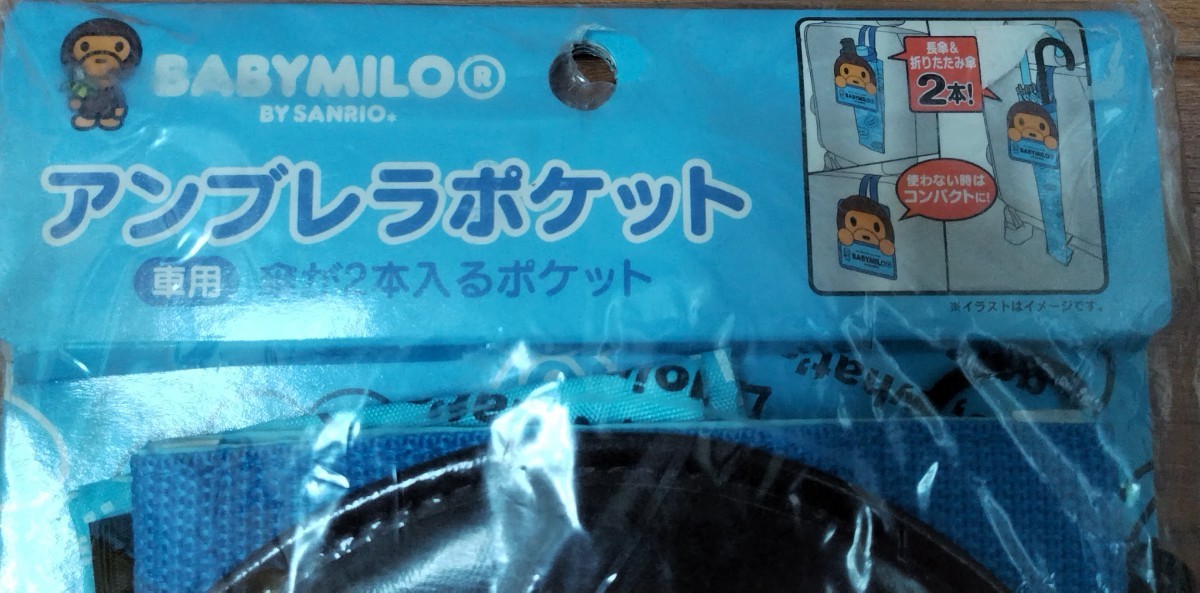 BABYMILO®
BY SANRIO*
アンブレラポケット
車用 傘が2本入るポケット
長傘&
折りたたみ傘
2本!
使わない時は
コンパクトに!
BABYMILO®
BABYMILO®
BABYMILO®
※イラストはイメージです。